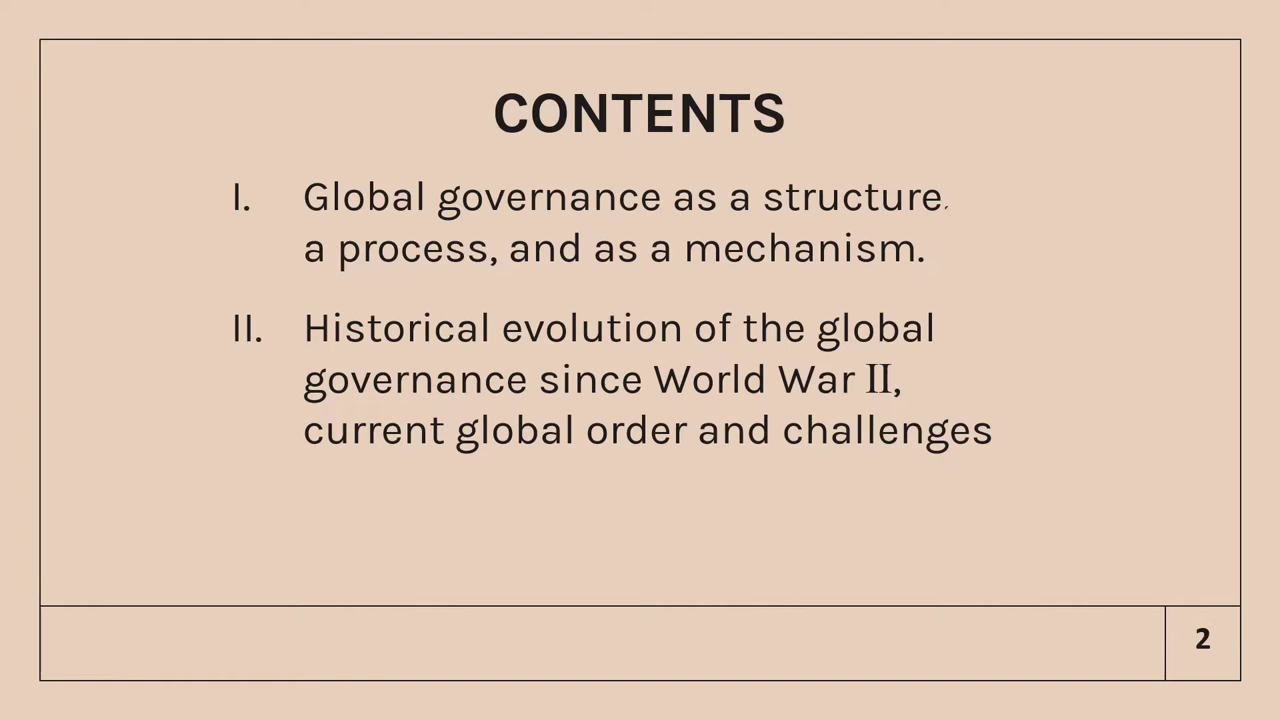 CONTENTS
I. Global governance as a structure,
a process, and as a mechanism.
II. Historical evolution of the global
governance since World War II,
current global order and challenges
2